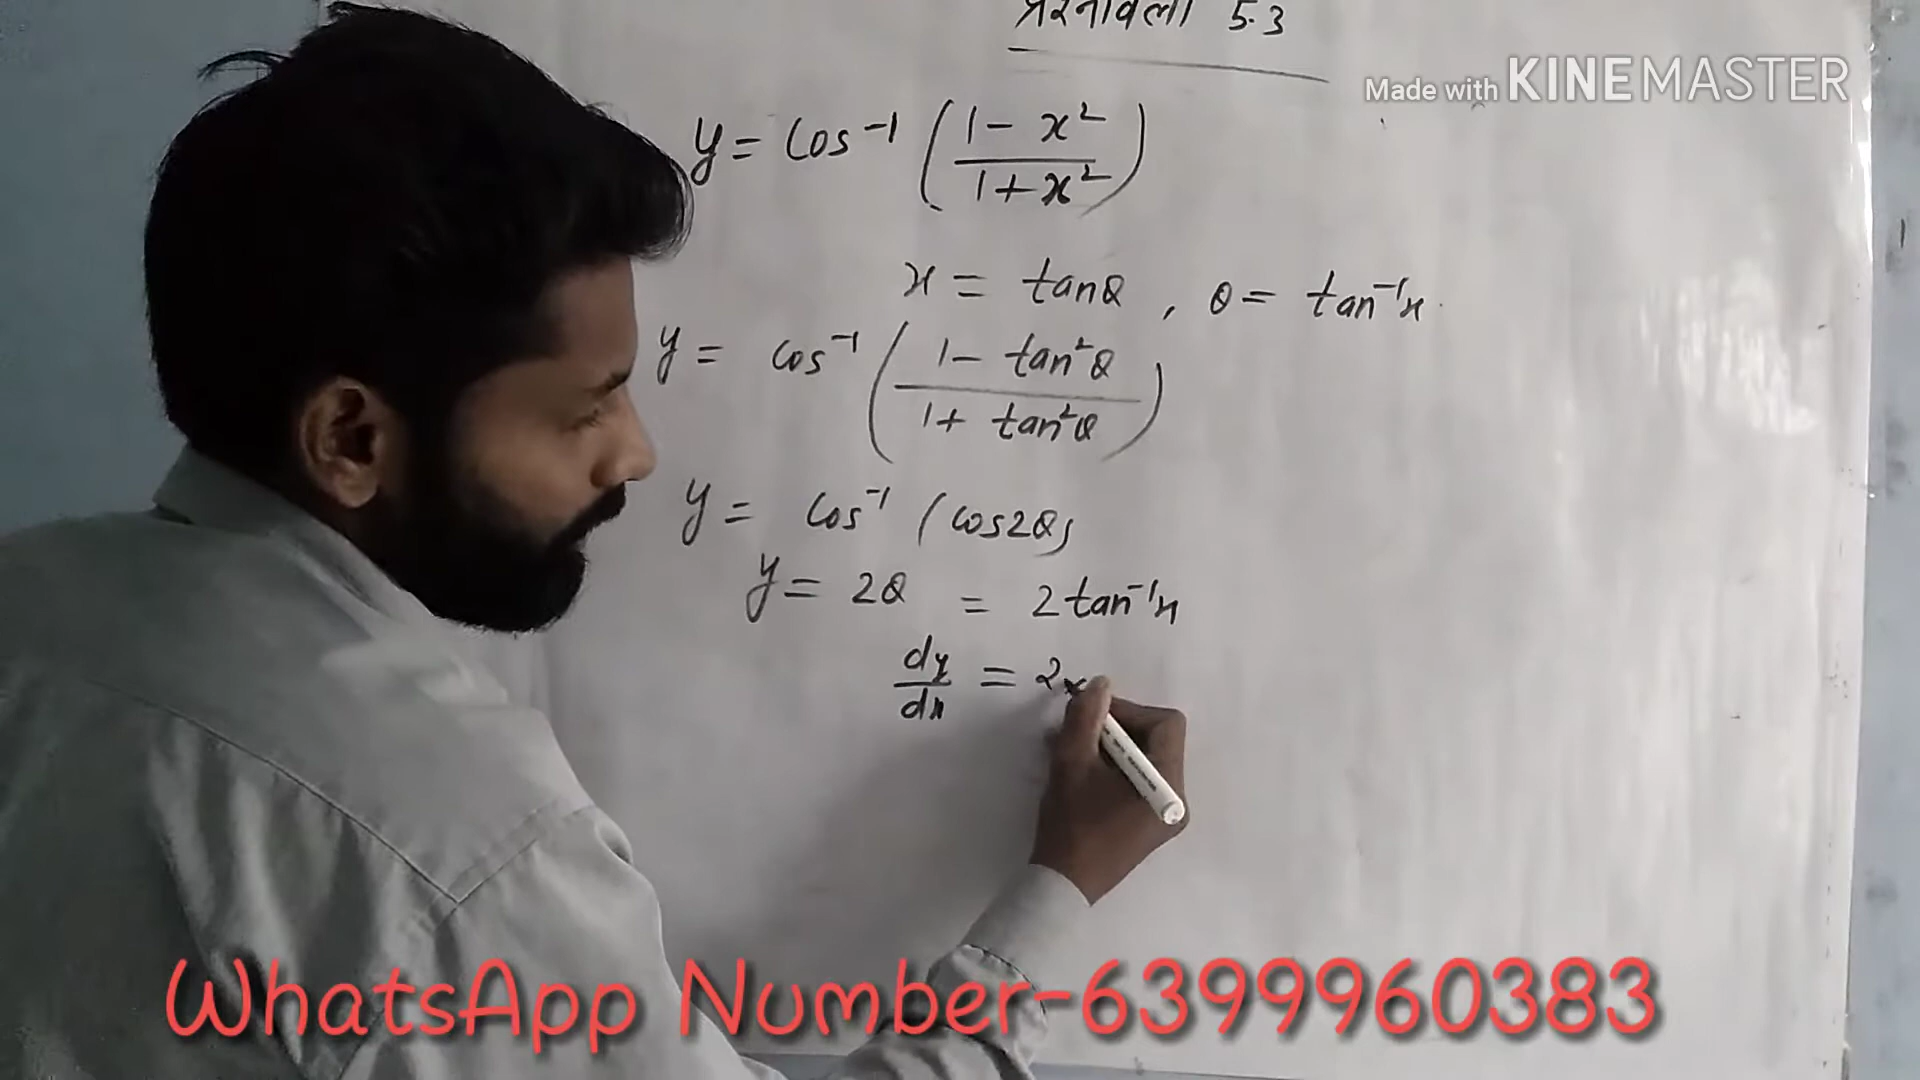 प्रश्नावली 5.3
Made with KINEMASTER
y = Cos⁻¹ (1 - x² / 1 + x²)
x = tanθ , θ = tan⁻¹x
y = cos⁻¹ (1 - tan²θ / 1 + tan²θ)
y = Cos⁻¹ (cos2θ)
y = 2θ = 2tan⁻¹x
dy/dx = 2x
WhatsApp Number-6399960383